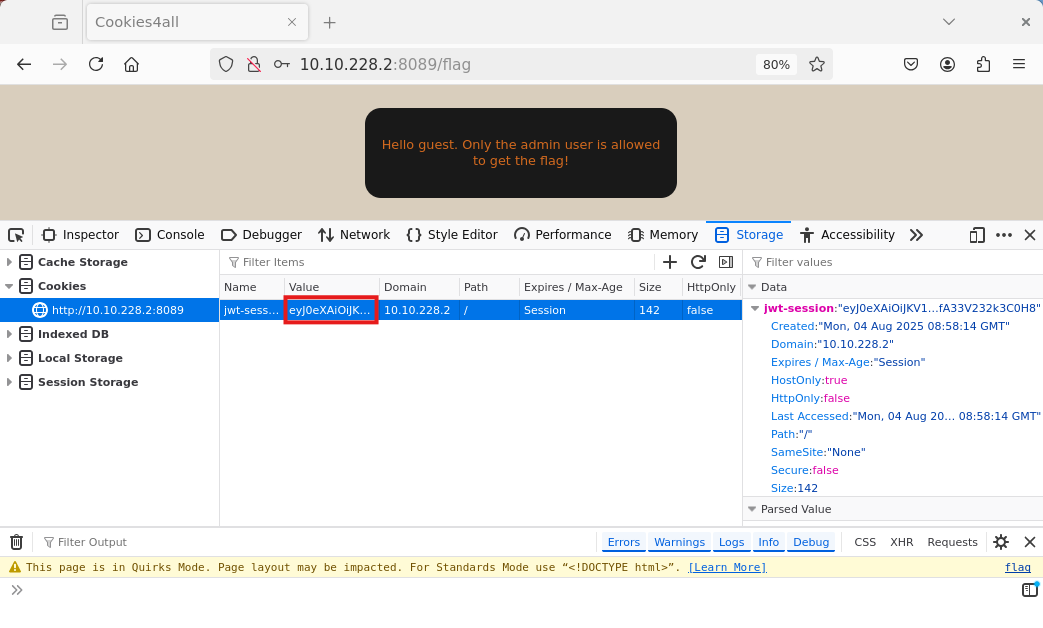 Cookies4all
10.10.228.2:8089/flag
80%
Hello guest. Only the admin user is allowed
to get the flag!
Inspector
Console
Debugger
Network
Style Editor
Performance
Memory
Storage
Accessibility
Cache Storage
Cookies
http://10.10.228.2:8089
Indexed DB
Local Storage
Session Storage
Filter Items
Name Value Domain Path Expires / Max-Age Size HttpOnly
jwt-sess... eyJ0eXAiOiJK... 10.10.228.2 / Session 142 false
Filter values
Data
jwt-session:"eyJ0eXAiOiJKV1...fA33V232k3C0H8"
Created:"Mon, 04 Aug 2025 08:58:14 GMT"
Domain:"10.10.228.2"
Expires / Max-Age:"Session"
HostOnly:true
HttpOnly:false
Last Accessed:"Mon, 04 Aug 20... 08:58:14 GMT"
Path:"/"
SameSite:"None"
Secure:false
Size:142
Parsed Value
Filter Output
Errors Warnings Logs Info Debug CSS XHR Requests
This page is in Quirks Mode. Page layout may be impacted. For Standards Mode use “<!DOCTYPE html>”. [Learn More] flag